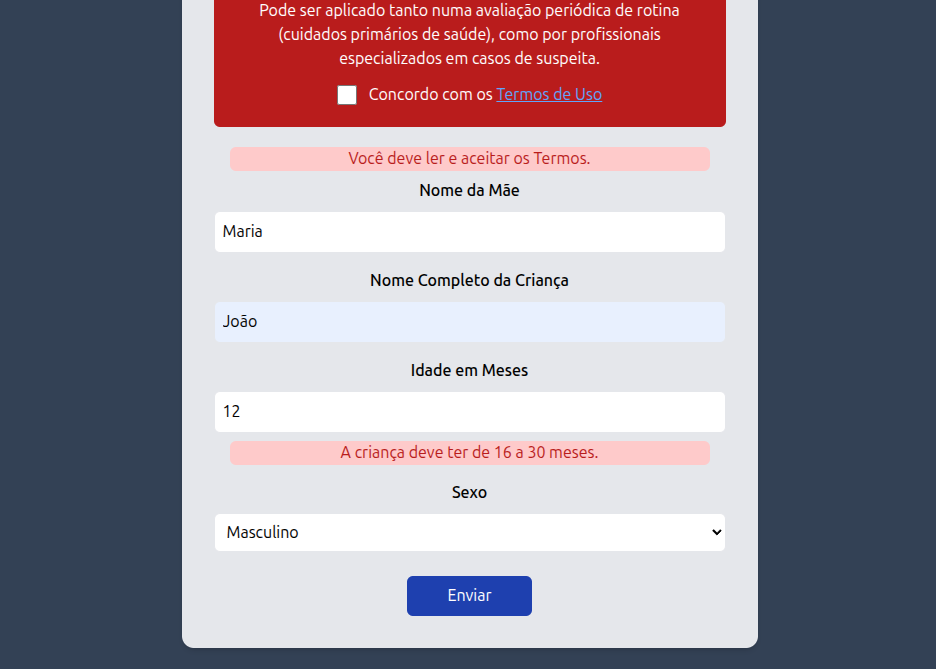 Pode ser aplicado tanto numa avaliação periódica de rotina
(cuidados primários de saúde), como por profissionais
especializados em casos de suspeita.
Concordo com os Termos de Uso
Você deve ler e aceitar os Termos.
Nome da Mãe
Maria
Nome Completo da Criança
João
Idade em Meses
12
A criança deve ter de 16 a 30 meses.
Sexo
Masculino
Enviar